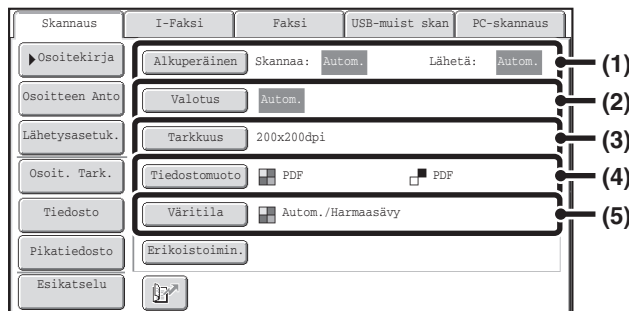 Skannaus I-Faksi Faksi USB-muist skan PC-skannaus
Osoitekirja Alkuperäinen Skannaa: Autom. Lähetä: Autom. (1)
Osoitteen Anto Valotus Autom. (2)
Lähetysasetuk. Tarkkuus 200x200dpi (3)
Osoit. Tark. Tiedostomuoto PDF PDF (4)
Tiedosto Väritila Autom./Harmaasävy (5)
Pikatiedosto Erikoistoimin.
Esikatselu